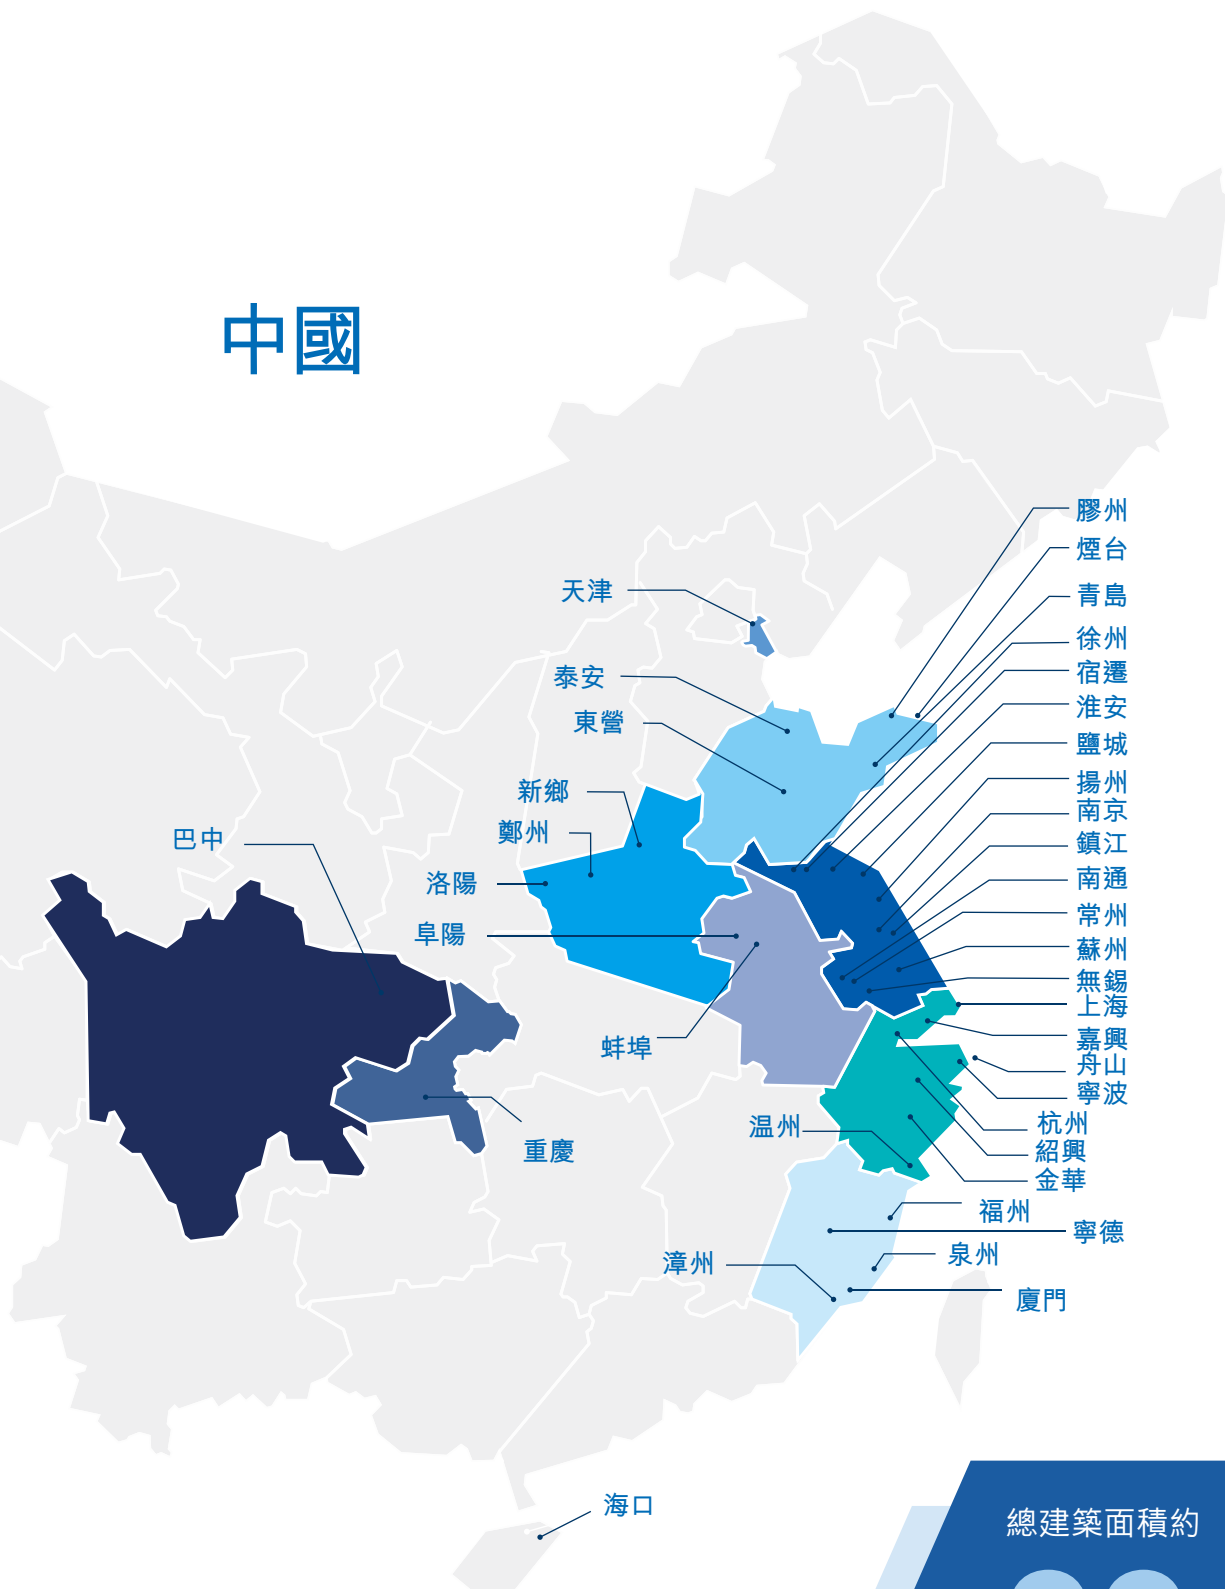 中國
膠州
煙台
天津
青島
徐州
泰安
宿遷
淮安
東營
鹽城
揚州
新鄉
南京
鄭州
巴中
鎮江
洛陽
南通
常州
阜陽
蘇州
無錫
上海
嘉興
蚌埠
舟山
寧波
杭州
温州
重慶
紹興
金華
福州
寧德
泉州
漳州
廈門
海口
總建築面積約